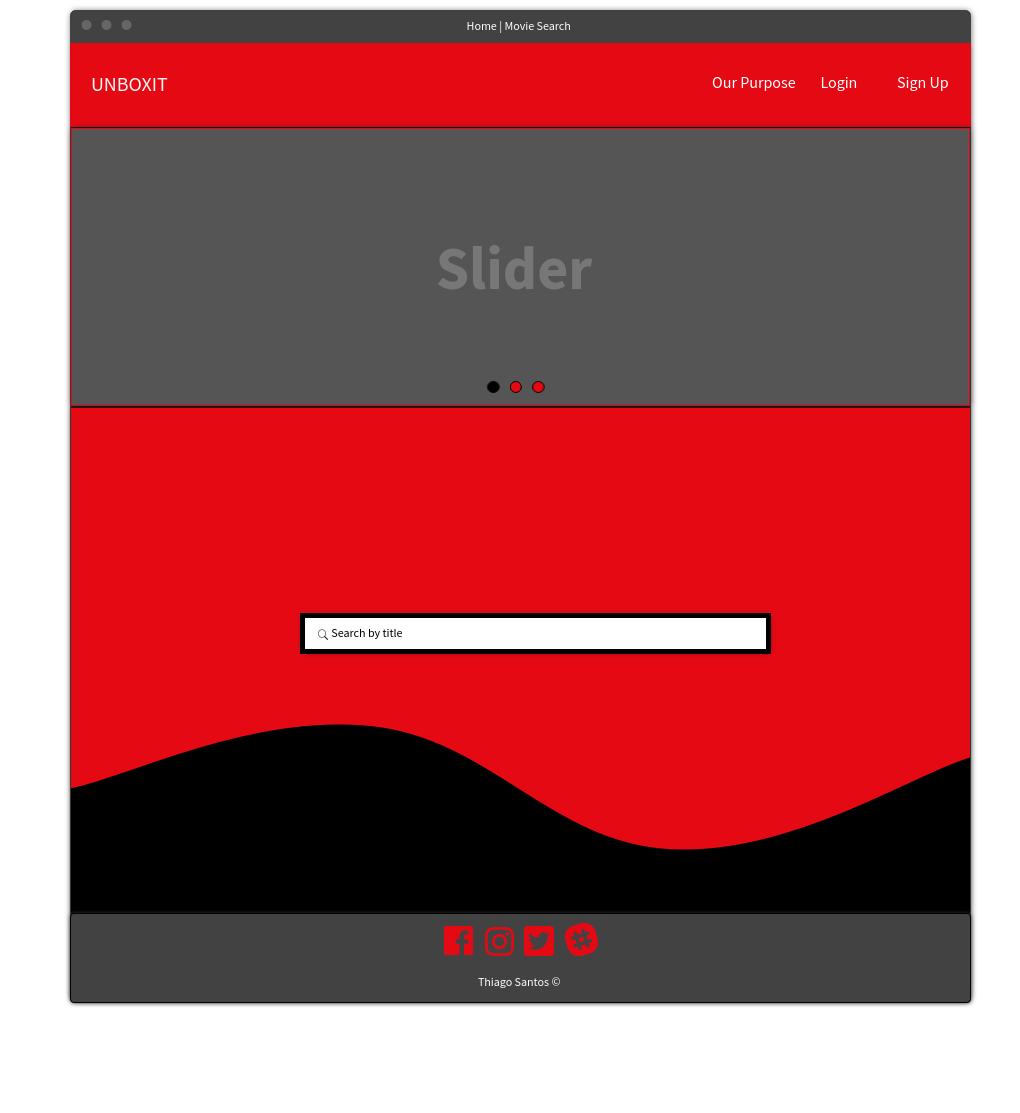 Home | Movie Search
UNBOXIT
Our Purpose Login Sign Up
Slider
Search by title
Thiago Santos ©